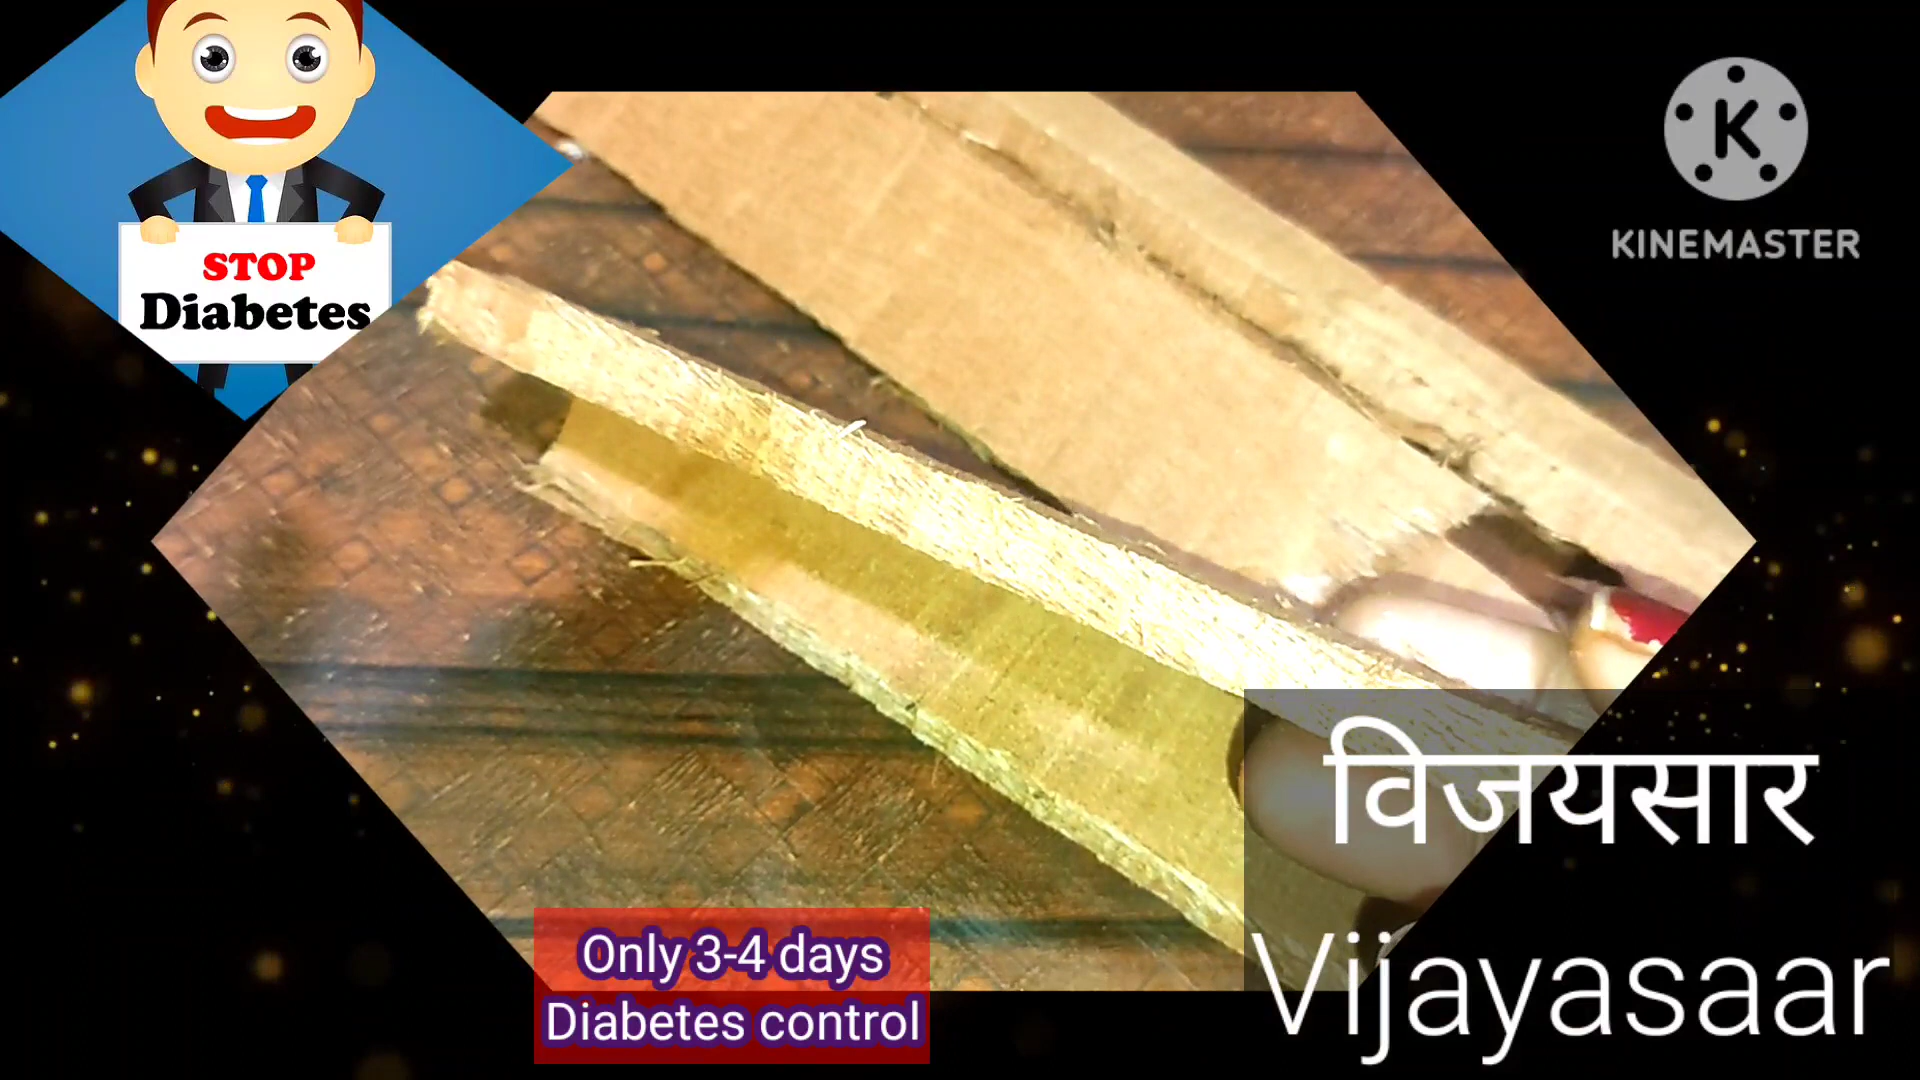 STOP
Diabetes
KINEMASTER
विजयसार
Vijayasaar
Only 3-4 days
Diabetes control